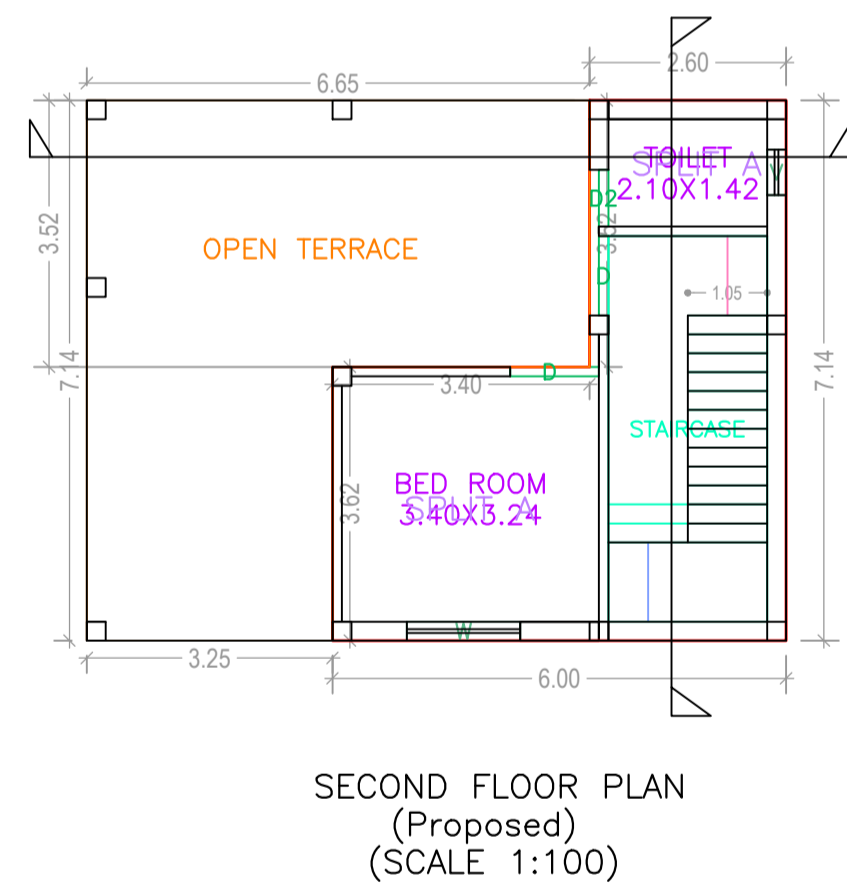 2.60
6.65
TOILET
SPLIT A
V
2.10X1.42
D2
3.52
3.52
OPEN TERRACE
D
1.05
7.14
D
7.14
3.40
STAIRCASE
BED ROOM
SPLIT A
3.40X3.24
3.62
W
3.25
6.00
SECOND FLOOR PLAN
(Proposed)
(SCALE 1:100)